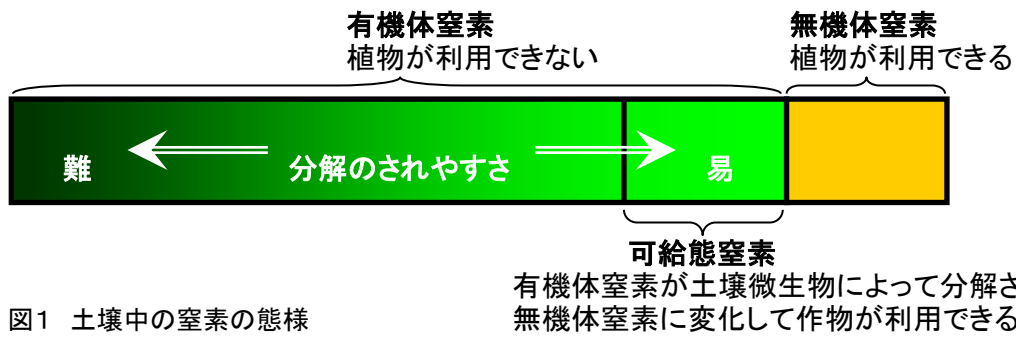 有機体窒素
植物が利用できない
無機体窒素
植物が利用できる
難
分解のされやすさ
易
可給態窒素
有機体窒素が土壌微生物によって分解さ
無機体窒素に変化して作物が利用できる
図1 土壌中の窒素の態様